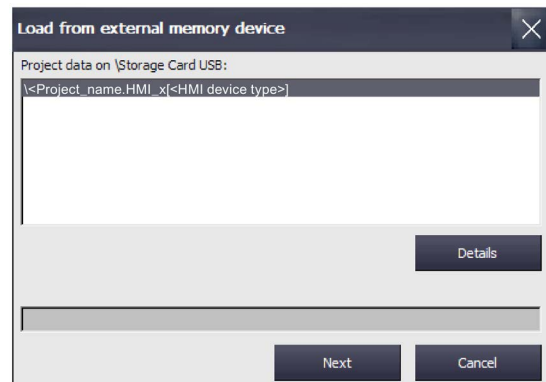 Load from external memory device
Project data on \Storage Card USB:
\<Project_name.HMI_x[<HMI device type>]
Details
Next
Cancel